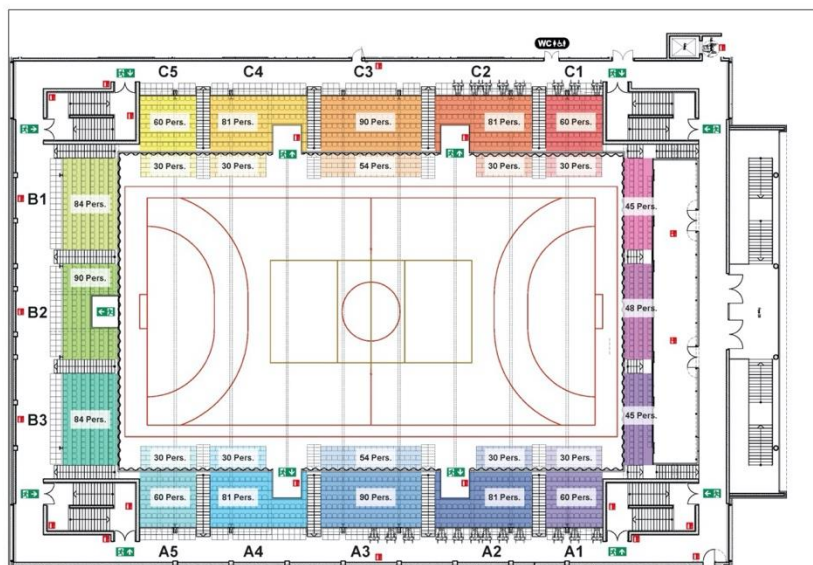 WC
C5 C4 C3 C2 C1
60 Pers. 81 Pers. 90 Pers. 81 Pers. 60 Pers.
30 Pers. 30 Pers. 54 Pers. 30 Pers. 30 Pers.
B1
84 Pers.
45 Pers.
B2
90 Pers.
48 Pers.
B3
84 Pers.
45 Pers.
30 Pers. 30 Pers. 54 Pers. 30 Pers. 30 Pers.
60 Pers. 81 Pers. 90 Pers. 81 Pers. 60 Pers.
A5 A4 A3 A2 A1